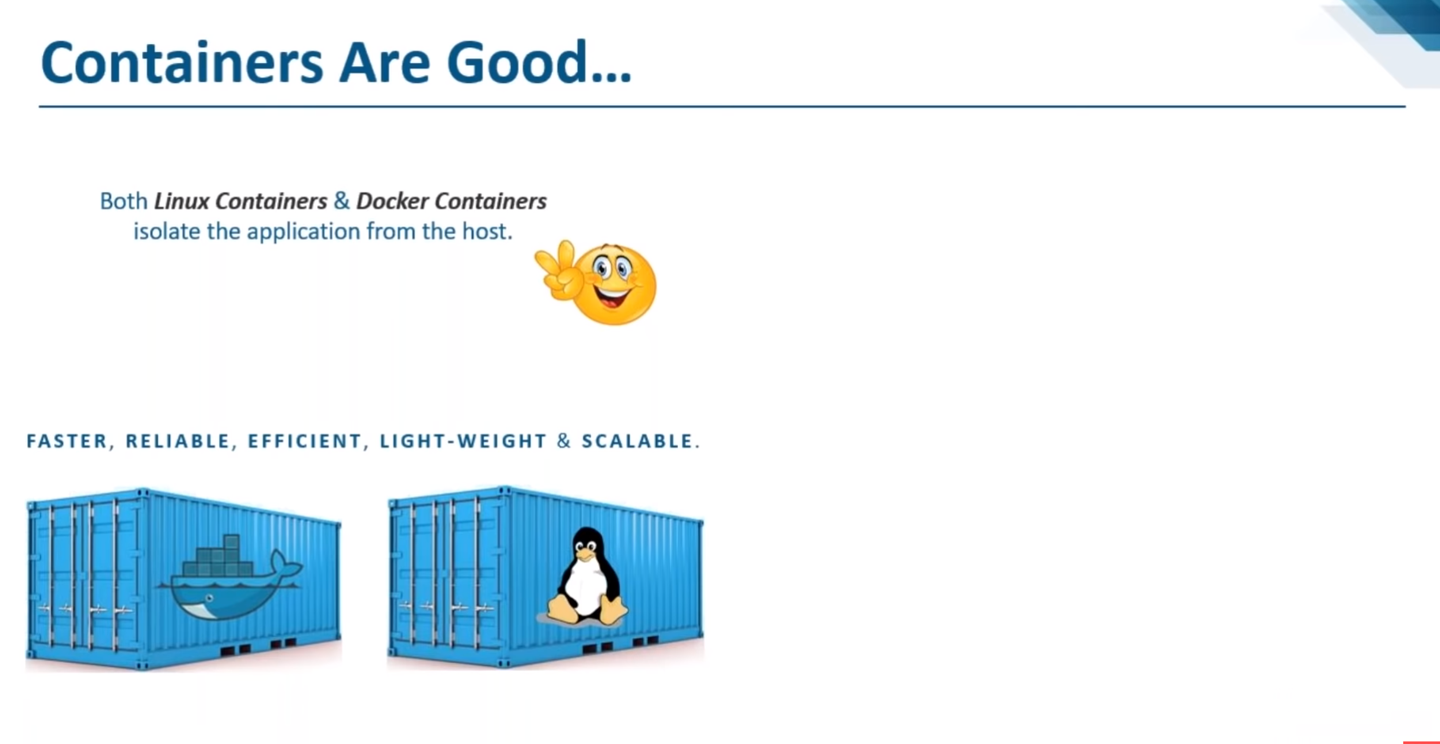 Containers Are Good...
Both Linux Containers & Docker Containers
isolate the application from the host.
FASTER, RELIABLE, EFFICIENT, LIGHT-WEIGHT & SCALABLE.